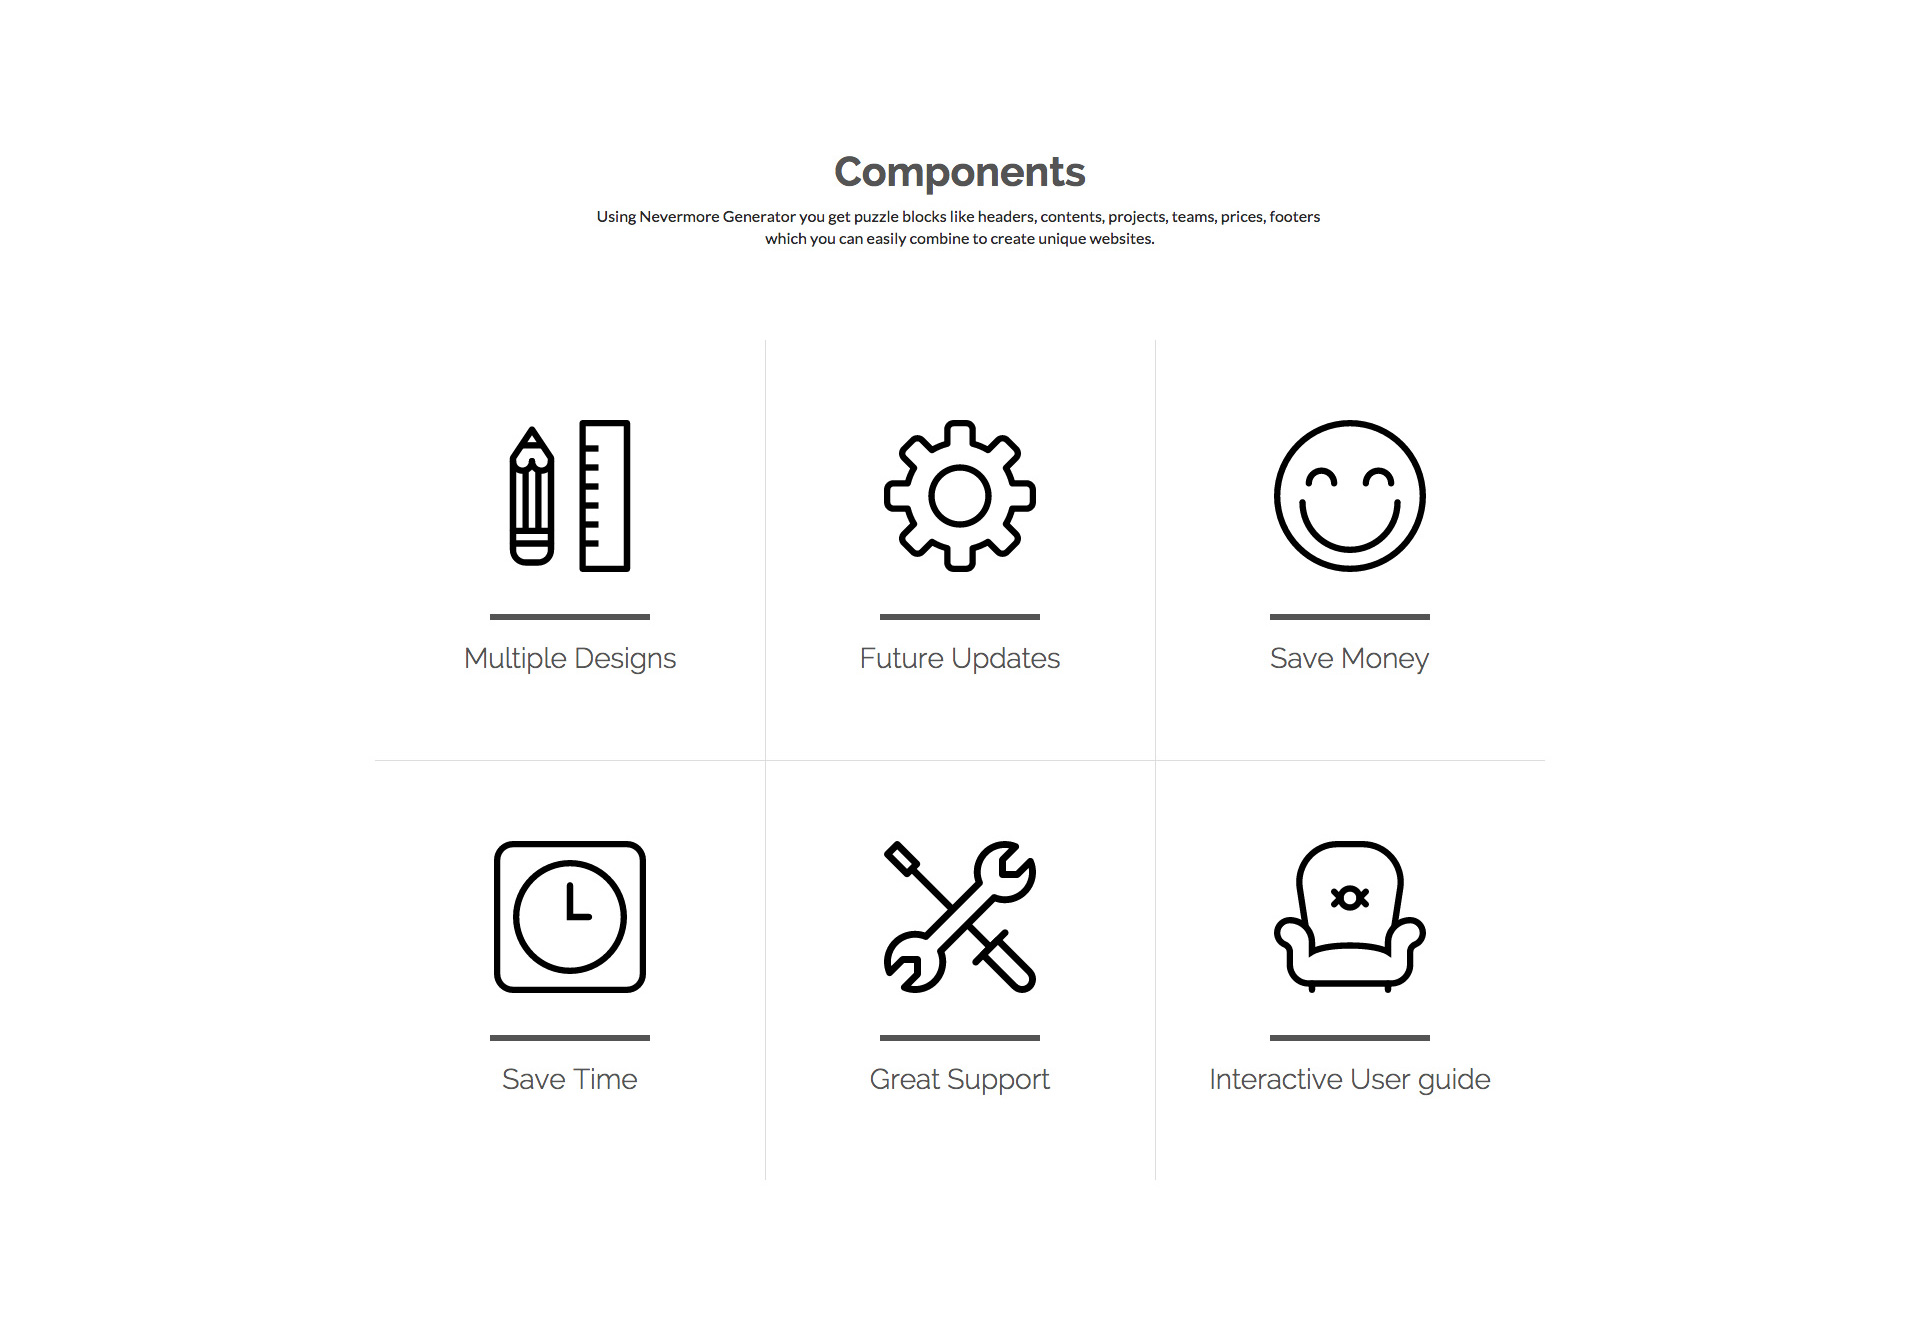 Components
Using Nevermore Generator you get puzzle blocks like headers, contents, projects, teams, prices, footers
which you can easily combine to create unique websites.
Multiple Designs
Future Updates
Save Money
Save Time
Great Support
Interactive User guide